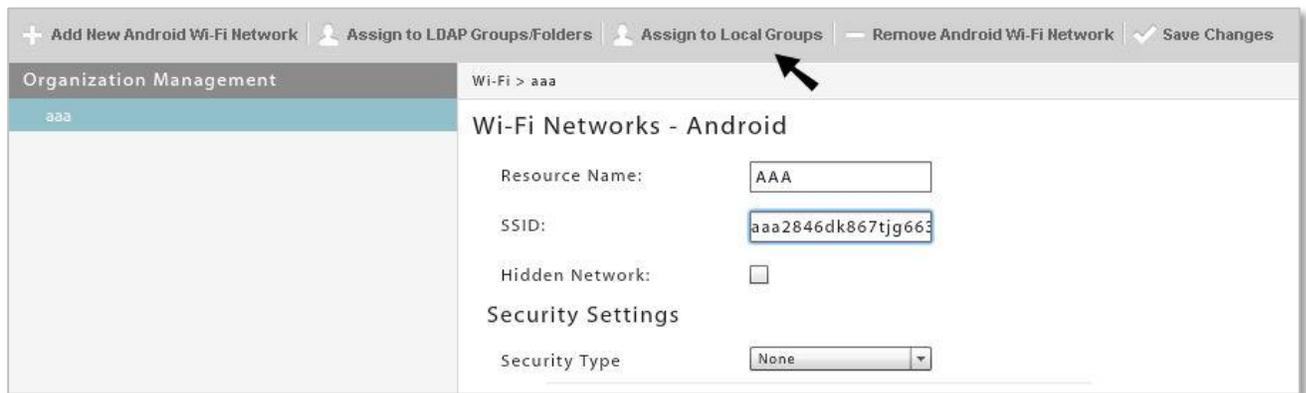 Add New Android Wi-Fi Network Assign to LDAP Groups/Folders Assign to Local Groups Remove Android Wi-Fi Network Save Changes
Organization Management
aaa
Wi-Fi > aaa
Wi-Fi Networks - Android
Resource Name: AAA
SSID: aaa2846dk867tjg663
Hidden Network:
Security Settings
Security Type None